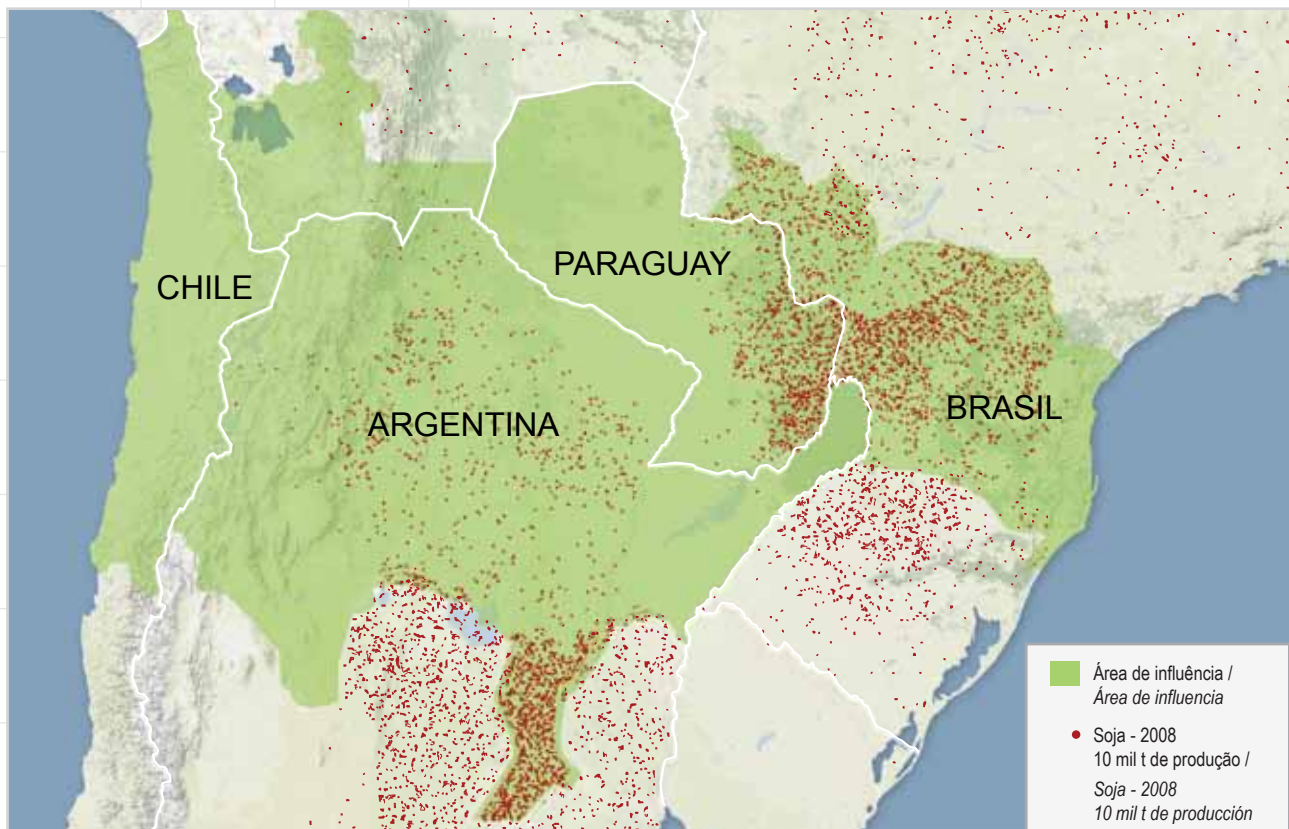 PARAGUAY
CHILE
ARGENTINA
BRASIL
Área de influência /
Área de influencia
Soja - 2008
10 mil t de produção /
Soja - 2008
10 mil t de producción